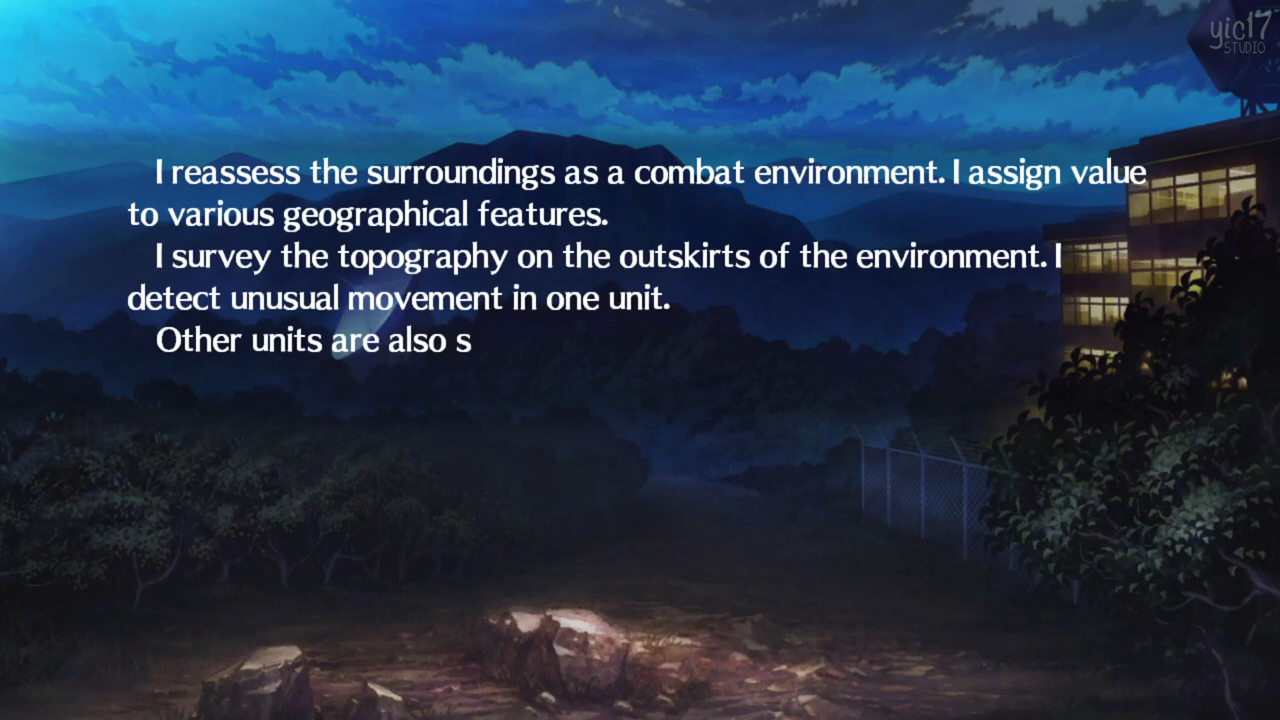 yic17
STUDIO
I reassess the surroundings as a combat environment. I assign value
to various geographical features.
I survey the topography on the outskirts of the environment. I
detect unusual movement in one unit.
Other units are also s